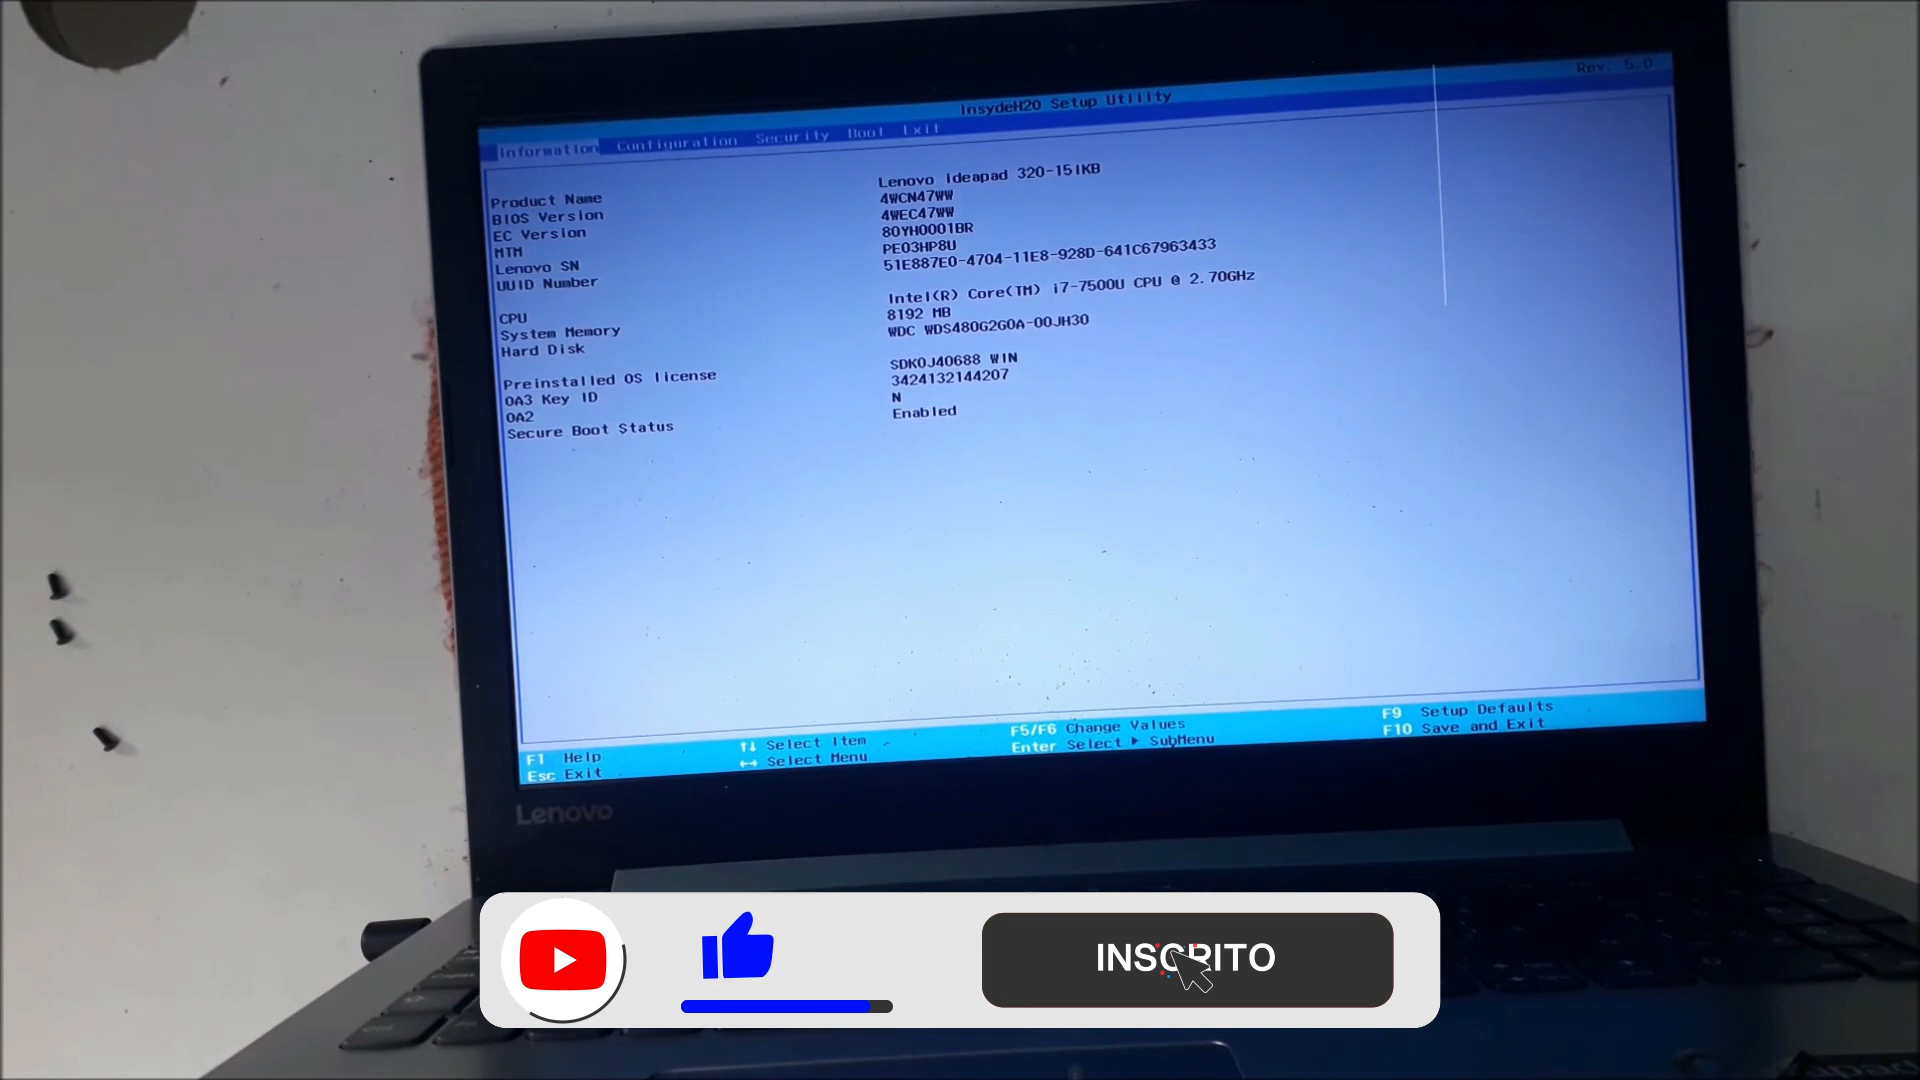 InsydeH20 Setup Utility
Rev. 5.0
Information Configuration Security Boot Exit
Product Name Lenovo ideapad 320-15IKB
BIOS Version 4WCN47WW
EC Version 4WEC47WW
MTM 80YH0001BR
Lenovo SN PE03HP8U
UUID Number 51E887E0-4704-11E8-928D-641C67963433
CPU Intel(R) Core(TM) i7-7500U CPU @ 2.70GHz
System Memory 8192 MB
Hard Disk WDC WDS480G2G0A-00JH30
Preinstalled OS license SDK0J40688 WIN
OA3 Key ID 3424132144207
OA2 N
Secure Boot Status Enabled
F1 Help ↑↓ Select Item F5/F6 Change Values F9 Setup Defaults
Esc Exit ↔ Select Menu Enter Select ▶ SubMenu F10 Save and Exit
Lenovo
INSCRITO